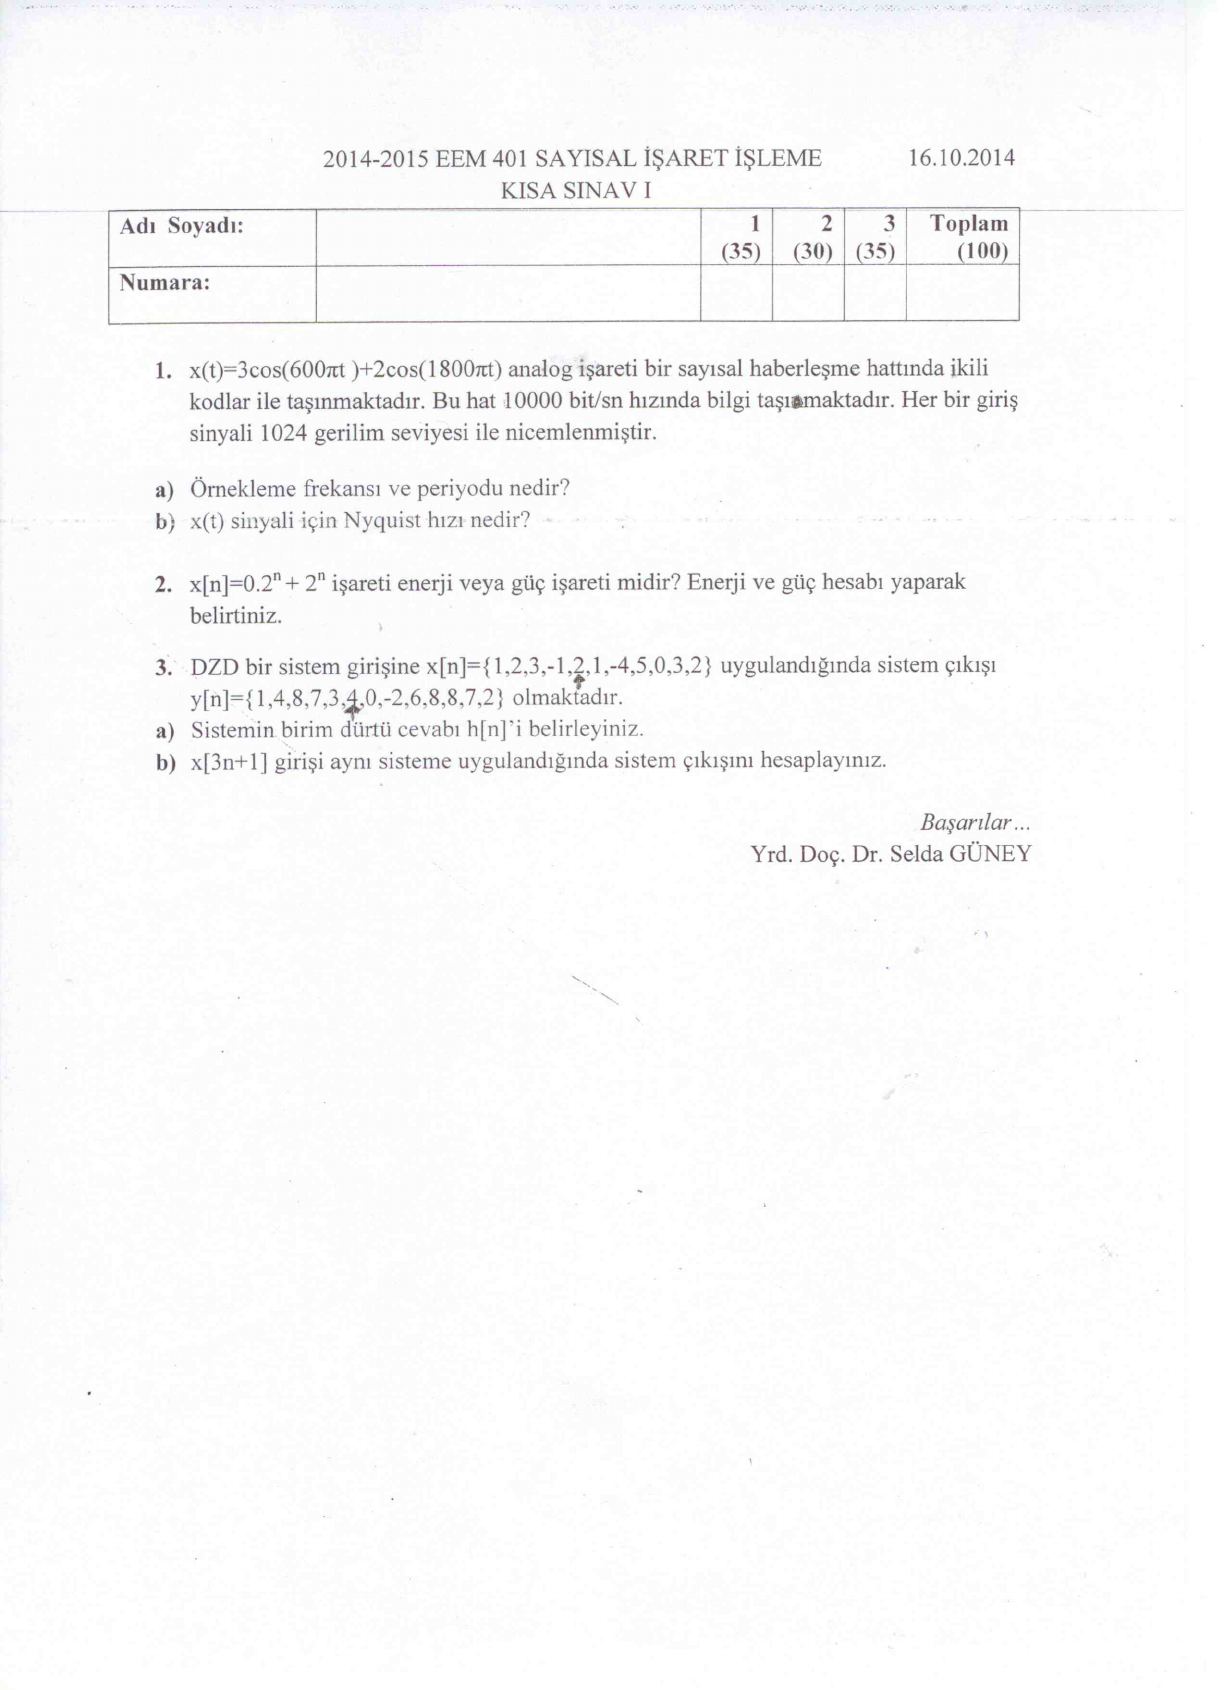 2014-2015 EEM 401 SAYISAL İŞARET İŞLEME 16.10.2014
KISA SINAV I
Adı Soyadı: 1 2 3 Toplam
(35) (30) (35) (100)
Numara:
1. x(t)=3cos(600πt )+2cos(1800πt) analog işareti bir sayısal haberleşme hattında ikili
kodlar ile taşınmaktadır. Bu hat 10000 bit/sn hızında bilgi taşımaktadır. Her bir giriş
sinyali 1024 gerilim seviyesi ile nicemlenmiştir.
a) Örnekleme frekansı ve periyodu nedir?
b) x(t) sinyali için Nyquist hızı nedir?
2. x[n]=0.2ⁿ + 2ⁿ işareti enerji veya güç işareti midir? Enerji ve güç hesabı yaparak
belirtiniz.
3. DZD bir sistem girişine x[n]={1,2,3,-1,2,1,-4,5,0,3,2} uygulandığında sistem çıkışı
y[n]={1,4,8,7,3,4,0,-2,6,8,8,7,2} olmaktadır.
a) Sistemin birim dürtü cevabı h[n]'i belirleyiniz.
b) x[3n+1] girişi aynı sisteme uygulandığında sistem çıkışını hesaplayınız.
Başarılar...
Yrd. Doç. Dr. Selda GÜNEY